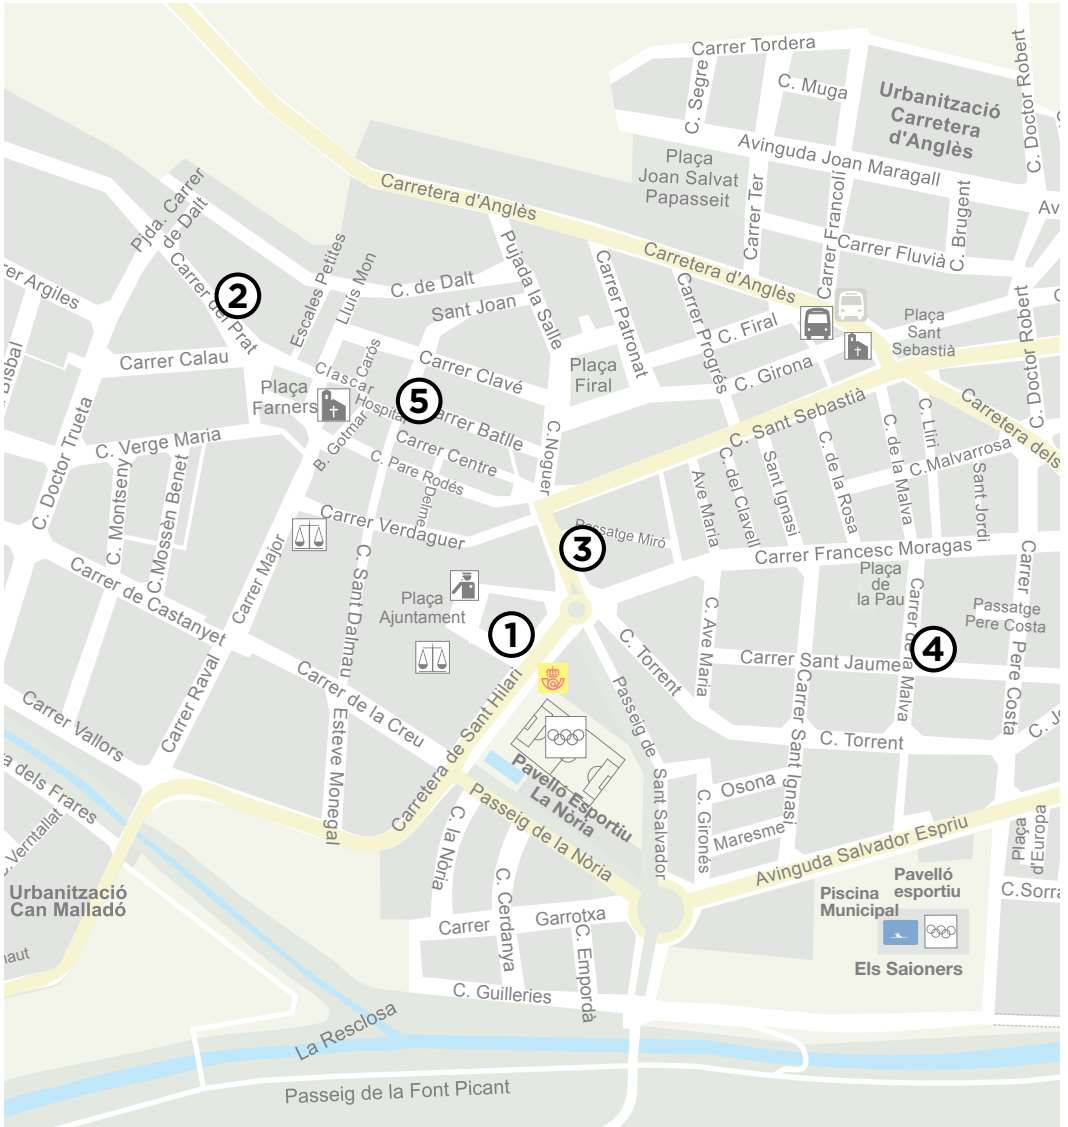 Carrer Tordera
C. Segre
C. Muga
Urbanització
Carretera
d'Anglès
C. Doctor Robert
Avinguda Joan Maragall
Plaça
Joan Salvat
Papasseit
Carrer Ter
Carrer Francolí
C. Brugent
Av
Carrer Fluvià
Pjda. Carrer
de Dalt
Carretera d'Anglès
Carretera d'Anglès
rer Argiles
Carrer del Prat
2
Escales Petites
Lluís Mon
C. de Dalt
Sant Joan
Pujada la Salle
Carrer Patronat
Carrer Progrés
C. Firal
C. Girona
Plaça
Sant
Sebastià
C. Doctor Robert
C
Bisbal
Carrer Calau
Plaça
Farners
Clascar
Carós
Hospital
5
Carrer Clavé
arrer Batlle
Carrer Centre
C. Pare Rodés
B. Gotmar
Delme
Plaça
Firal
C.Noguer
C. Sant Sebastià
Carretera dels
C. Doctor Trueta
C. Verge Maria
C. Montseny
C.Mossèn Benet
Carrer Verdaguer
Carrer Major
C. Sant Dalmau
Ave Maria
C. del Clavell
Sant Ignasi
C. de la Rosa
C. de la Malva
C. Lliri
C.Malvarrosa
Sant Jordi
Passatge Miró
3
Carrer Francesc Moragas
Plaça
de
la Pau
Carrer de Castanyet
Plaça
Ajuntament
1
C. Torrent
C. Ave Maria
Carrer Sant Jaume
Carrer de la Malva
4
Passatge
Pere Costa
Carrer Pere Costa
Carrer Vallors
Carrer Raval
Carrer de la Creu
Esteve Monegal
Carretera de Sant Hilari
Passeig de Sant Salvador
Carrer Sant Ignasi
C. Torrent
a dels Frares
C. Verntallat
Pavelló Esportiu
La Nòria
Passeig de la Nòria
C. Gironés
Osona
Maresme
Avinguda Salvador Espriu
Plaça
d'Europa
Urbanització
Can Malladó
C. la Nòria
C. Cerdanya
Carrer Garrotxa
C. Empordà
C. Guilleries
Piscina
Municipal
Pavelló
esportiu
C.Sorra
Els Saioners
naut
La Resclosa
Passeig de la Font Picant